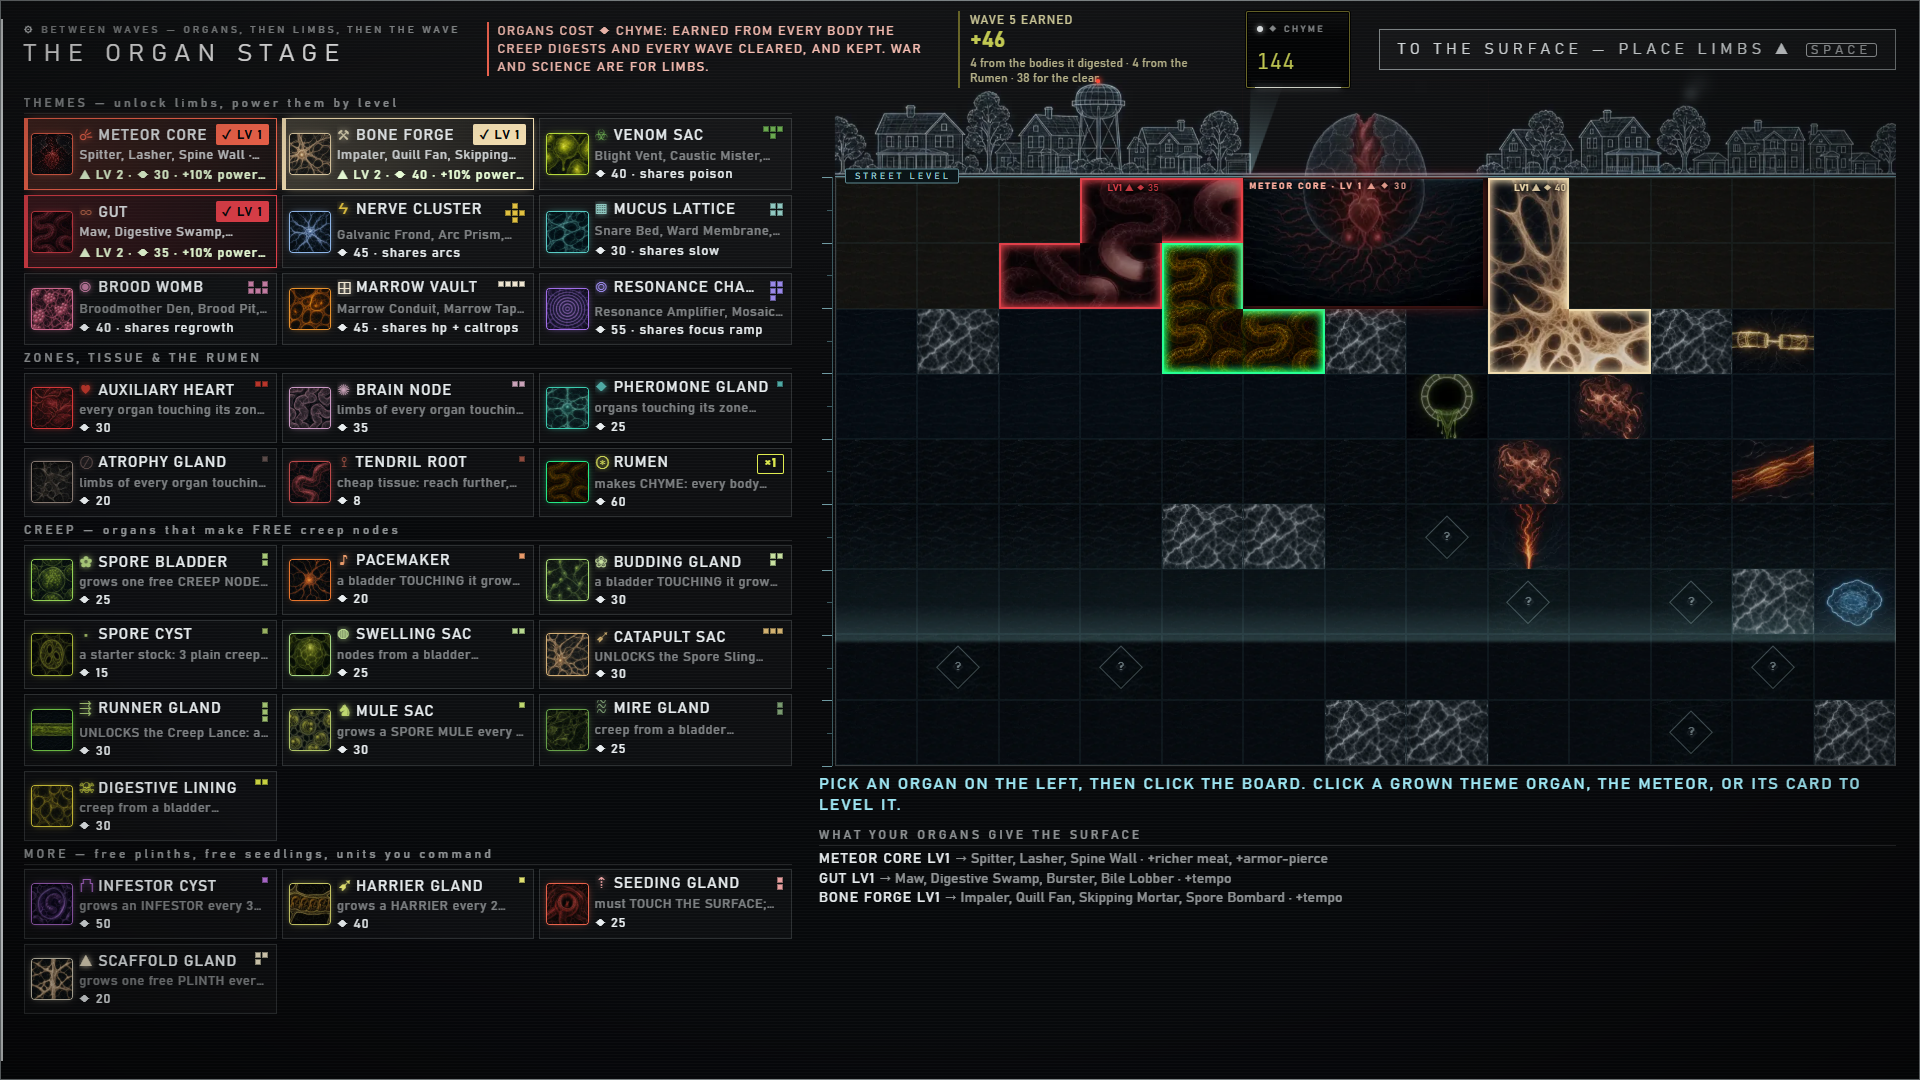 BETWEEN WAVES — ORGANS, THEN LIMBS, THEN THE WAVE
THE ORGAN STAGE
ORGANS COST ◆ CHYME: EARNED FROM EVERY BODY THE
CREEP DIGESTS AND EVERY WAVE CLEARED, AND KEPT. WAR
AND SCIENCE ARE FOR LIMBS.
WAVE 5 EARNED
+46
4 from the bodies it digested · 4 from the
Rumen · 38 for the clear
◆ CHYME
144
TO THE SURFACE — PLACE LIMBS ▲ SPACE
THEMES — unlock limbs, power them by level
METEOR CORE ✓ LV 1
Spitter, Lasher, Spine Wall ·…
▲ LV 2 · ◆ 30 · +10% power…
BONE FORGE ✓ LV 1
Impaler, Quill Fan, Skipping…
▲ LV 2 · ◆ 40 · +10% power…
VENOM SAC
Blight Vent, Caustic Mister,…
◆ 40 · shares poison
GUT ✓ LV 1
Maw, Digestive Swamp,…
▲ LV 2 · ◆ 35 · +10% power…
NERVE CLUSTER
Galvanic Frond, Arc Prism,…
◆ 45 · shares arcs
MUCUS LATTICE
Snare Bed, Ward Membrane,…
◆ 30 · shares slow
BROOD WOMB
Broodmother Den, Brood Pit,…
◆ 40 · shares regrowth
MARROW VAULT
Marrow Conduit, Marrow Tap…
◆ 45 · shares hp + caltrops
RESONANCE CHA…
Resonance Amplifier, Mosaic…
◆ 55 · shares focus ramp
ZONES, TISSUE & THE RUMEN
AUXILIARY HEART
every organ touching its zon…
◆ 30
BRAIN NODE
limbs of every organ touchin…
◆ 35
PHEROMONE GLAND
organs touching its zone…
◆ 25
ATROPHY GLAND
limbs of every organ touchin…
◆ 20
TENDRIL ROOT
cheap tissue: reach further,…
◆ 8
RUMEN ×1
makes CHYME: every body…
◆ 60
CREEP — organs that make FREE creep nodes
SPORE BLADDER
grows one free CREEP NODE…
◆ 25
PACEMAKER
a bladder TOUCHING it grow…
◆ 20
BUDDING GLAND
a bladder TOUCHING it grow…
◆ 30
SPORE CYST
a starter stock: 3 plain creep…
◆ 15
SWELLING SAC
nodes from a bladder…
◆ 25
CATAPULT SAC
UNLOCKS the Spore Sling…
◆ 30
RUNNER GLAND
UNLOCKS the Creep Lance: a…
◆ 30
MULE SAC
grows a SPORE MULE every …
◆ 30
MIRE GLAND
creep from a bladder…
◆ 25
DIGESTIVE LINING
creep from a bladder…
◆ 30
MORE — free plinths, free seedlings, units you command
INFESTOR CYST
grows an INFESTOR every 3…
◆ 50
HARRIER GLAND
grows a HARRIER every 2…
◆ 40
SEEDING GLAND
must TOUCH THE SURFACE;…
◆ 25
SCAFFOLD GLAND
grows one free PLINTH ever…
◆ 20
STREET LEVEL
LV1 ▲ ◆ 35
METEOR CORE · LV 1 ▲ ◆ 30
LV1 ▲ ◆ 40
?
?
?
?
?
?
?
PICK AN ORGAN ON THE LEFT, THEN CLICK THE BOARD. CLICK A GROWN THEME ORGAN, THE METEOR, OR ITS CARD TO
LEVEL IT.
WHAT YOUR ORGANS GIVE THE SURFACE
METEOR CORE LV1 → Spitter, Lasher, Spine Wall · +richer meat, +armor-pierce
GUT LV1 → Maw, Digestive Swamp, Burster, Bile Lobber · +tempo
BONE FORGE LV1 → Impaler, Quill Fan, Skipping Mortar, Spore Bombard · +tempo